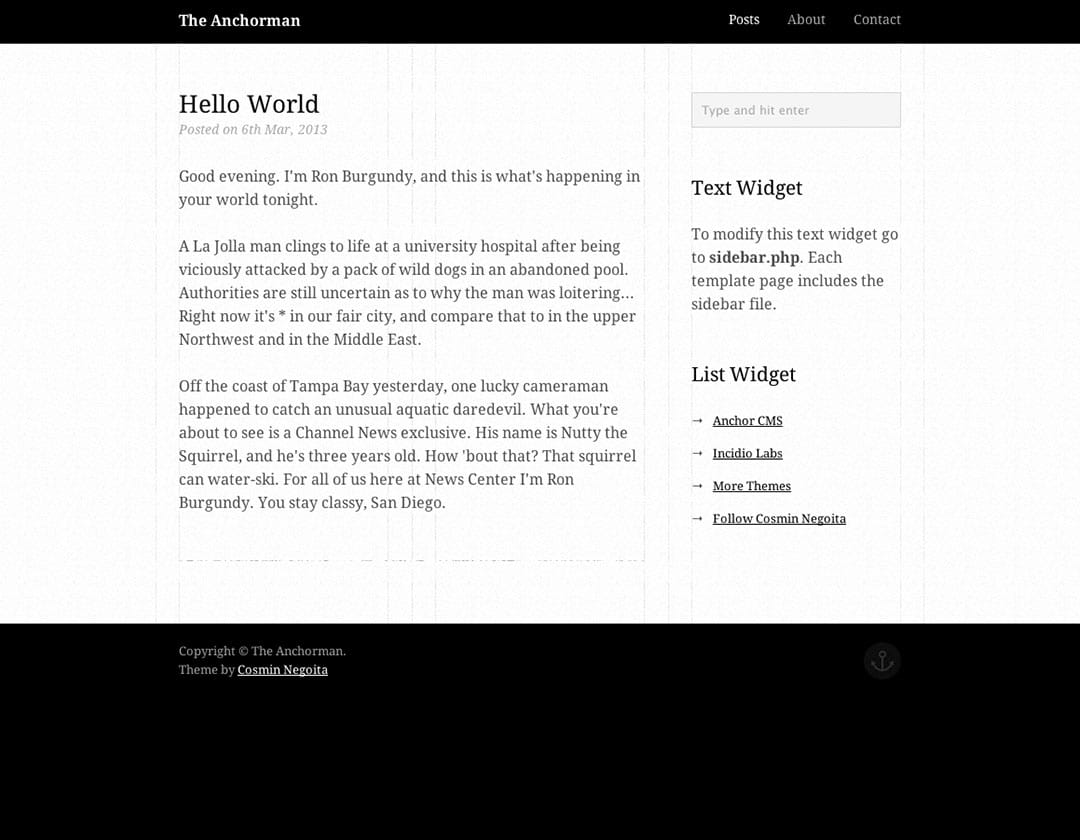 The Anchorman
Posts
About
Contact
Hello World
Posted on 6th Mar, 2013
Good evening. I'm Ron Burgundy, and this is what's happening in
your world tonight.
A La Jolla man clings to life at a university hospital after being
viciously attacked by a pack of wild dogs in an abandoned pool.
Authorities are still uncertain as to why the man was loitering...
Right now it's * in our fair city, and compare that to in the upper
Northwest and in the Middle East.
Off the coast of Tampa Bay yesterday, one lucky cameraman
happened to catch an unusual aquatic daredevil. What you're
about to see is a Channel News exclusive. His name is Nutty the
Squirrel, and he's three years old. How 'bout that? That squirrel
can water-ski. For all of us here at News Center I'm Ron
Burgundy. You stay classy, San Diego.
Type and hit enter
Text Widget
To modify this text widget go
to sidebar.php. Each
template page includes the
sidebar file.
List Widget
→ Anchor CMS
→ Incidio Labs
→ More Themes
→ Follow Cosmin Negoita
Copyright © The Anchorman.
Theme by Cosmin Negoita